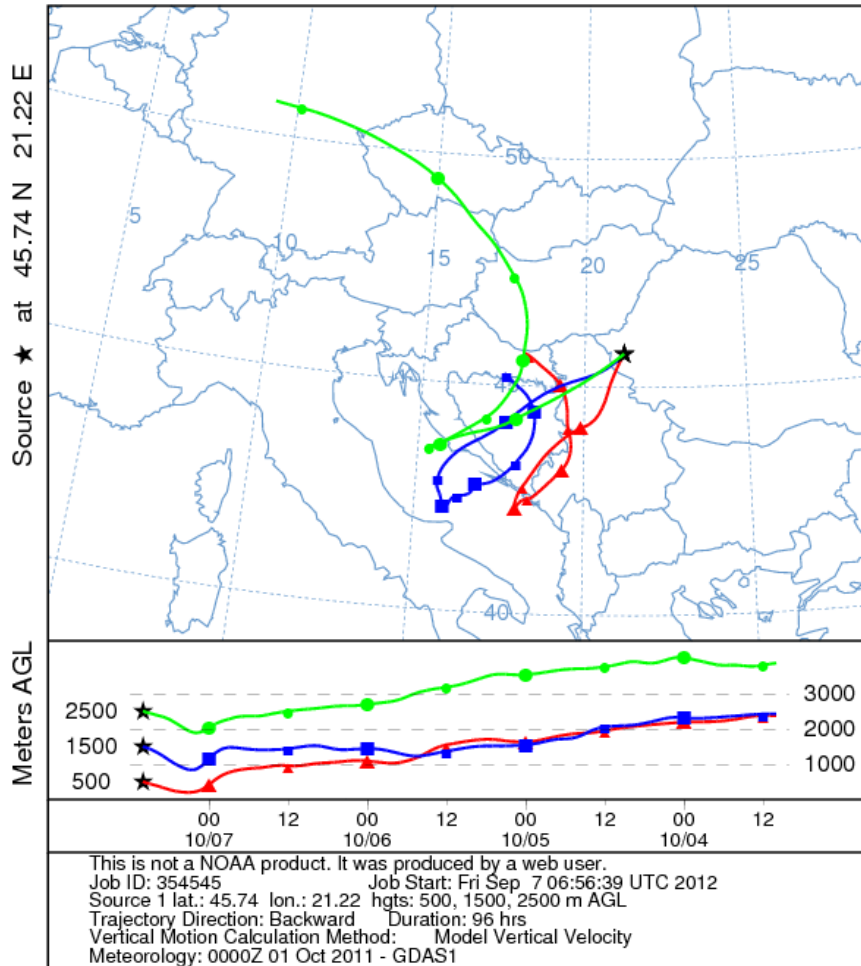 Source ★ at 45.74 N 21.22 E
50
5
10
15
20
25
45
40
Meters AGL
2500
1500
500
3000
2000
1000
00 12 00 12 00 12 00 12
10/07 10/06 10/05 10/04
This is not a NOAA product. It was produced by a web user.
Job ID: 354545 Job Start: Fri Sep 7 06:56:39 UTC 2012
Source 1 lat.: 45.74 lon.: 21.22 hgts: 500, 1500, 2500 m AGL
Trajectory Direction: Backward Duration: 96 hrs
Vertical Motion Calculation Method: Model Vertical Velocity
Meteorology: 0000Z 01 Oct 2011 - GDAS1